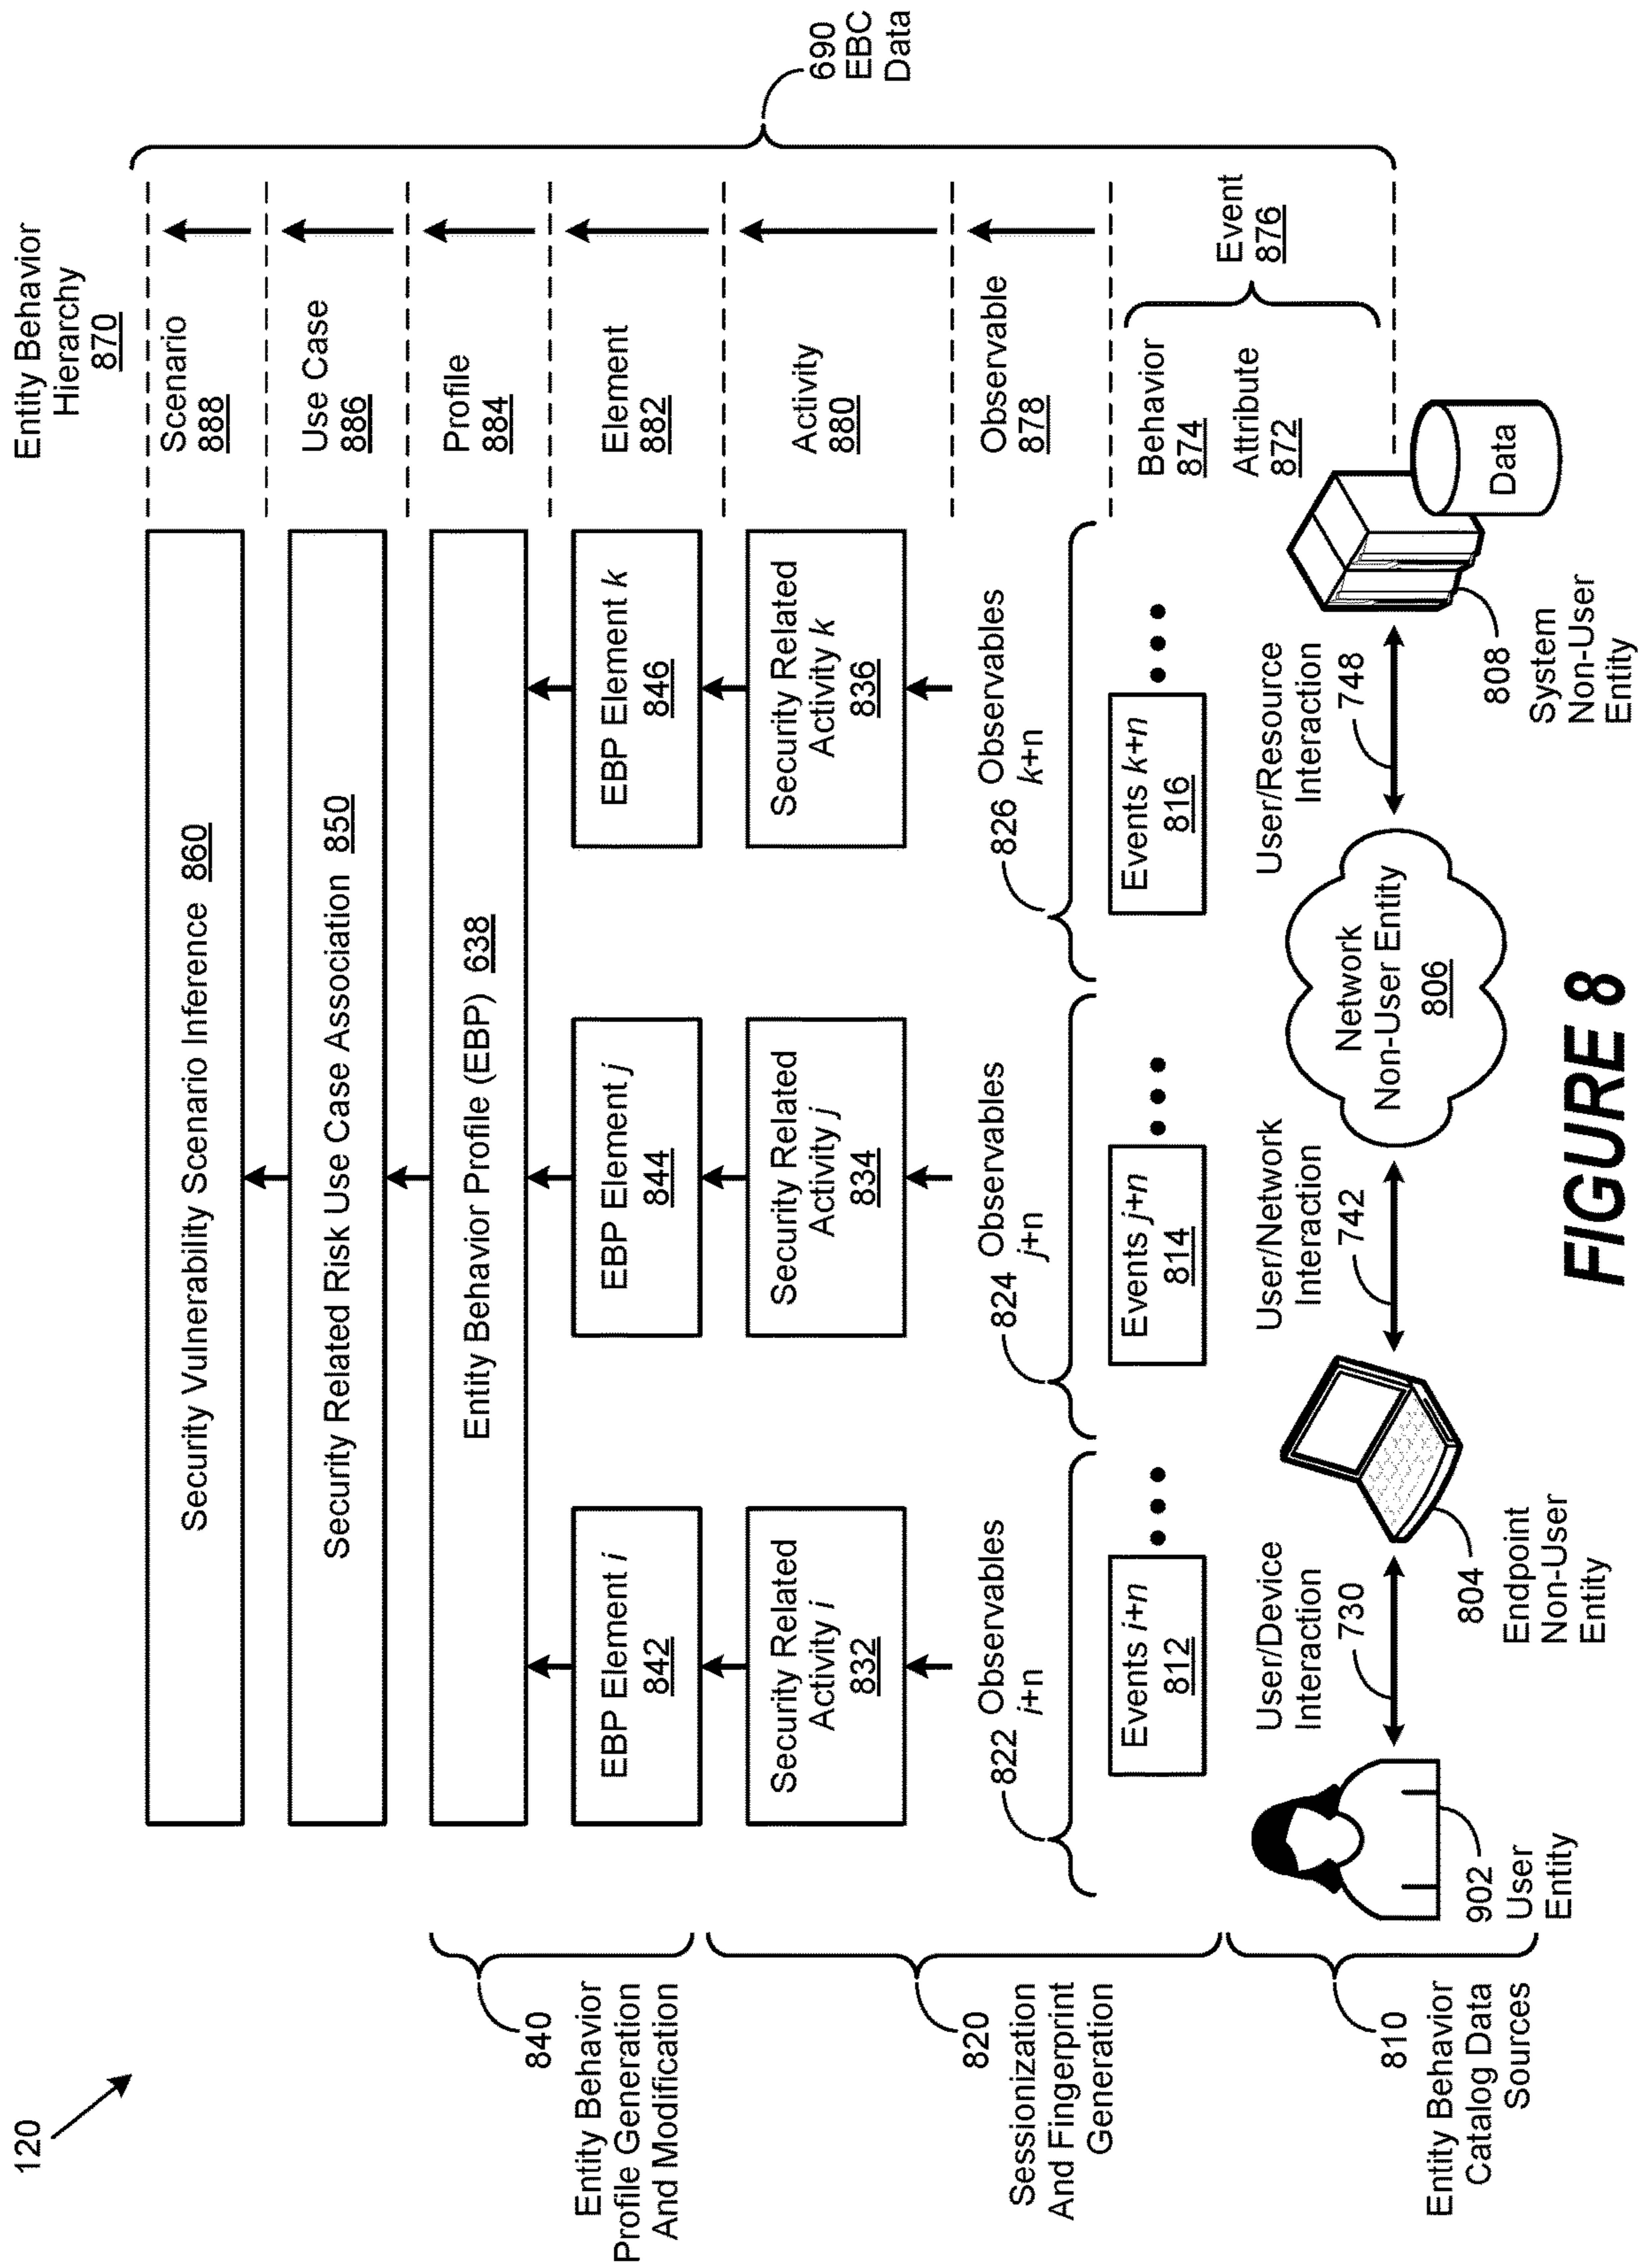 120
Entity Behavior
Hierarchy
870
Security Vulnerability Scenario Inference 860
Scenario
888
Security Related Risk Use Case Association 850
Use Case
886
840
Entity Behavior
Profile Generation
And Modification
Entity Behavior Profile (EBP) 638
Profile
884
EBP Element i
842
EBP Element j
844
EBP Element k
846
Element
882
690
EBC
Data
820
Sessionization
And Fingerprint
Generation
Security Related
Activity i
832
Security Related
Activity j
834
Security Related
Activity k
836
Activity
880
822
Observables
i+n
824
Observables
j+n
826
Observables
k+n
Observable
878
Events i+n
812
Events j+n
814
Events k+n
816
Behavior
874
Attribute
872
Event
876
810
Entity Behavior
Catalog Data
Sources
User/Device
Interaction
730
User/Network
Interaction
742
Network
Non-User Entity
806
User/Resource
Interaction
748
Data
902
User
Entity
804
Endpoint
Non-User
Entity
808
System
Non-User
Entity
FIGURE 8